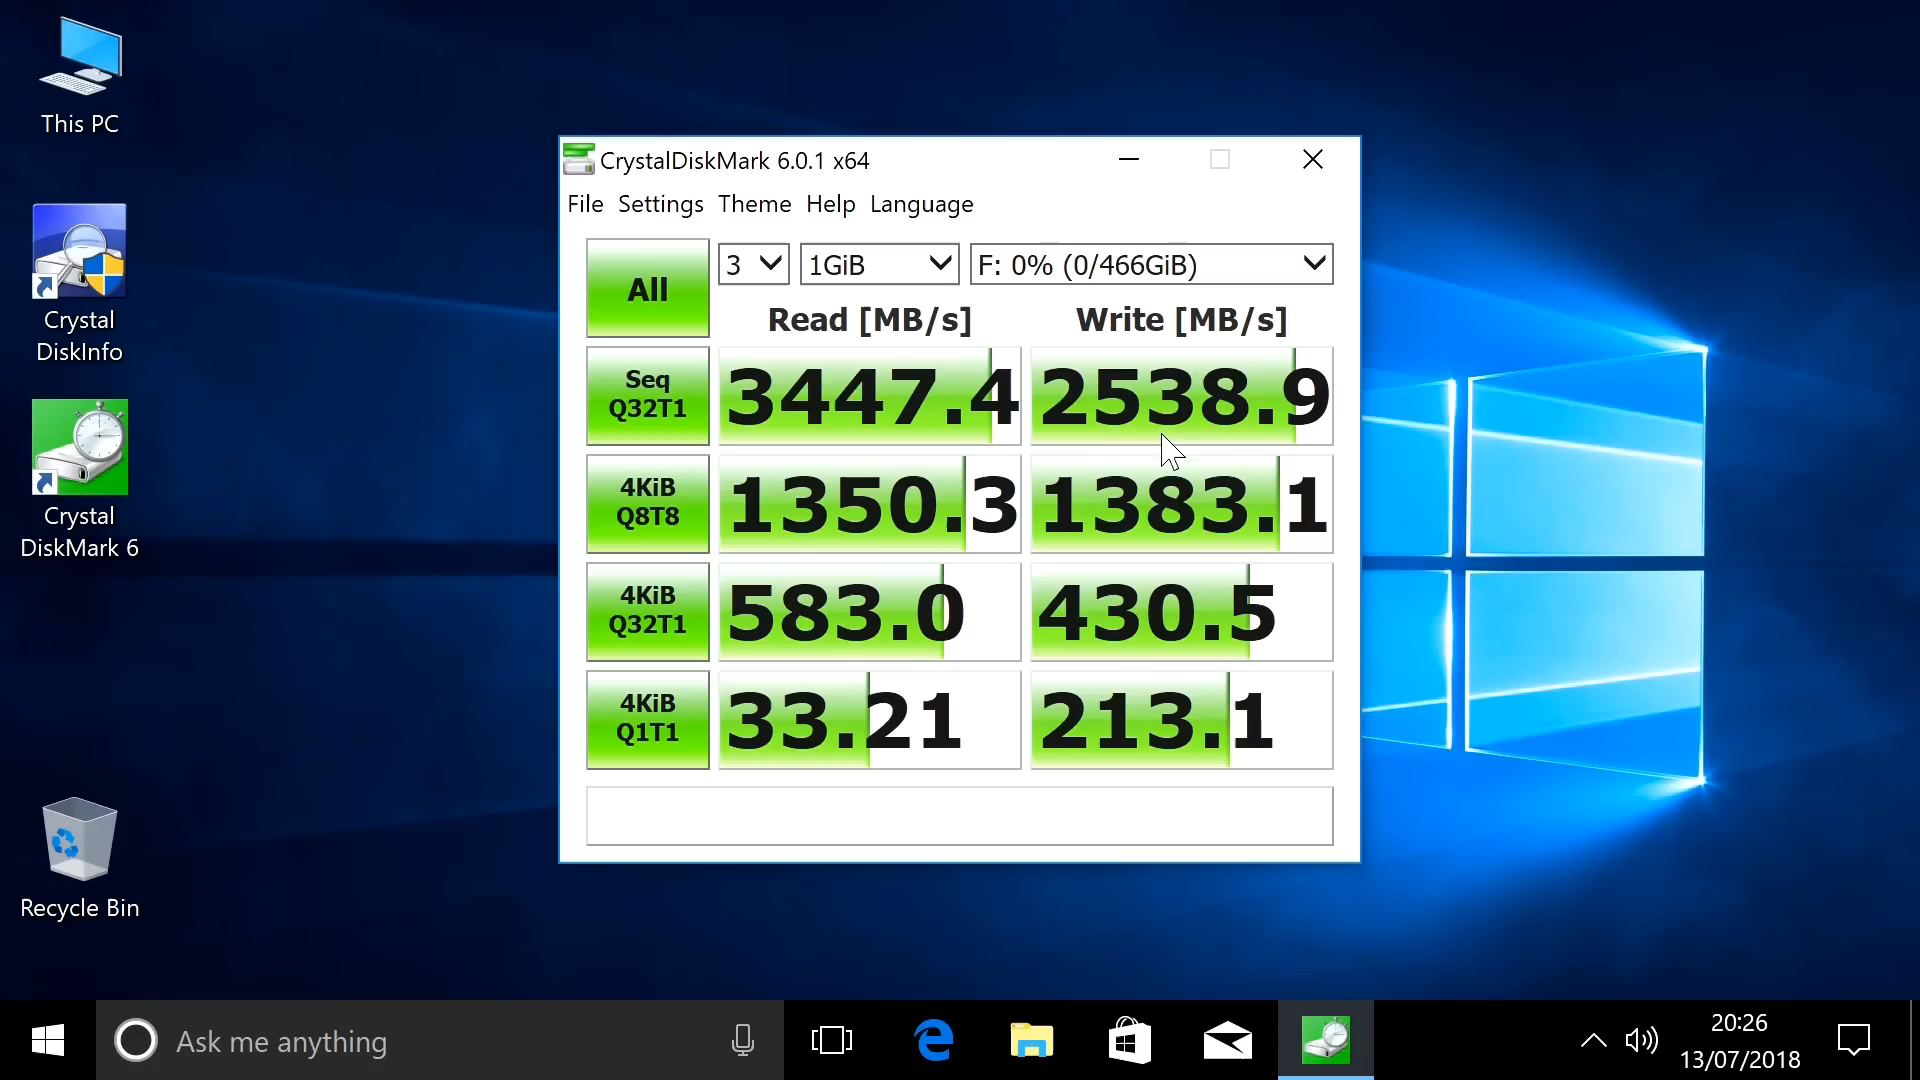 This PC
Crystal
DiskInfo
Crystal
DiskMark 6
Recycle Bin
CrystalDiskMark 6.0.1 x64
File Settings Theme Help Language
All
3 1GiB F: 0% (0/466GiB)
Read [MB/s] Write [MB/s]
Seq
Q32T1
3447.4 2538.9
4KiB
Q8T8
1350.3 1383.1
4KiB
Q32T1
583.0 430.5
4KiB
Q1T1
33.21 213.1
Ask me anything
20:26
13/07/2018